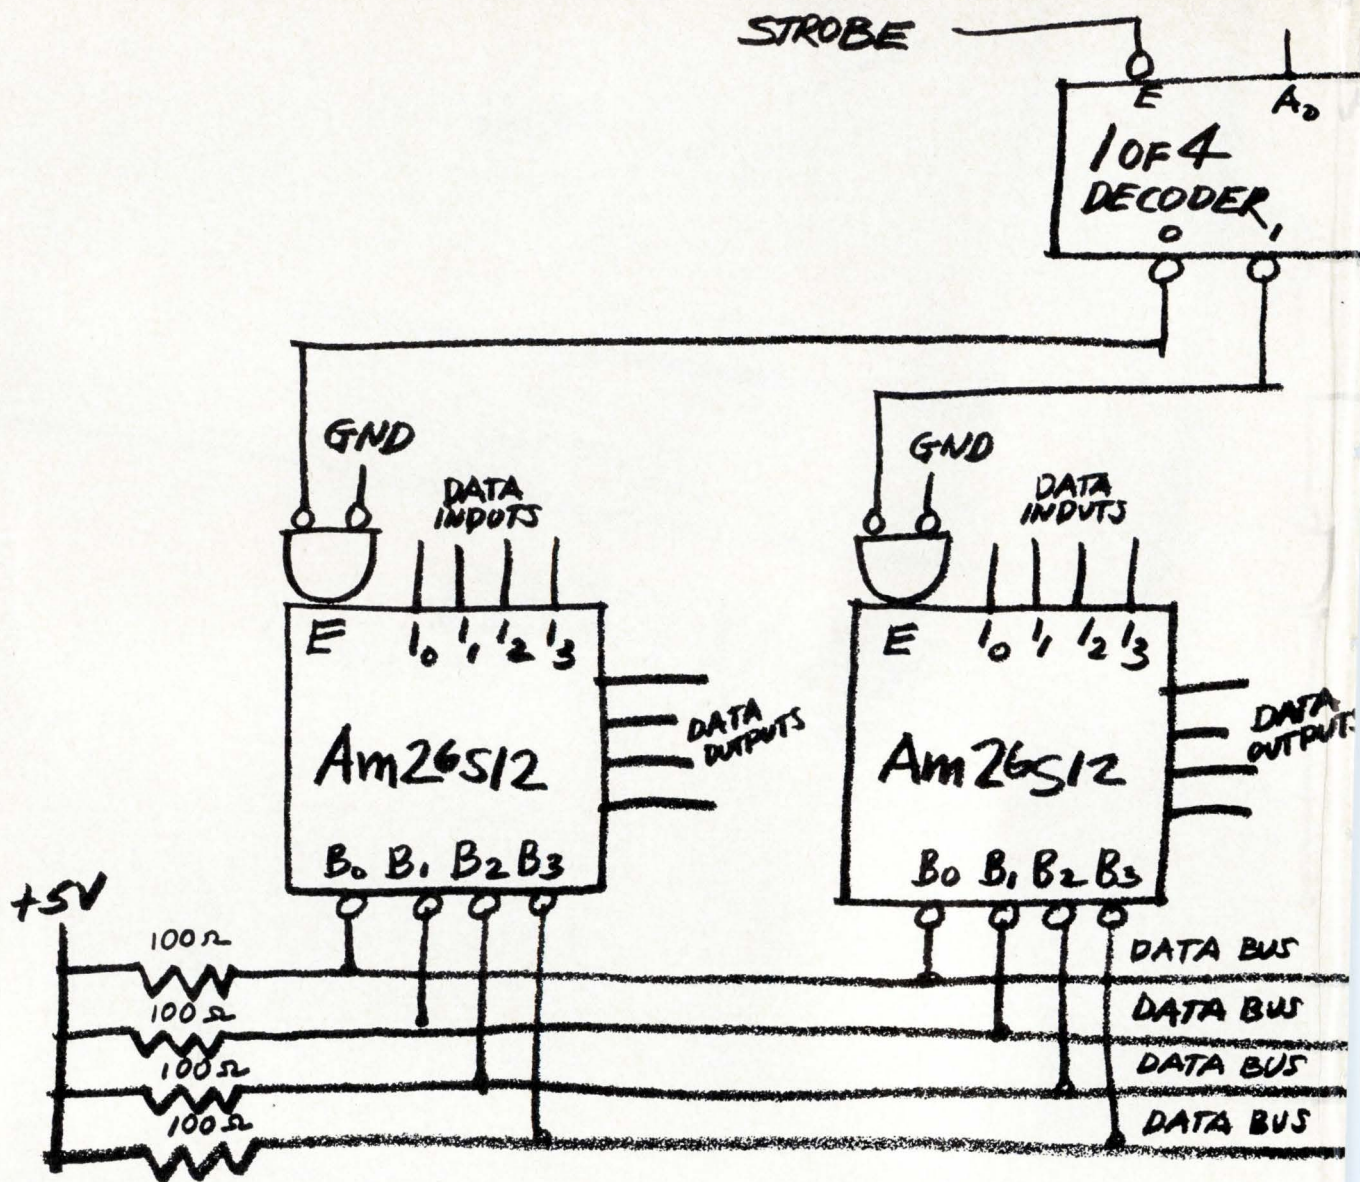 STROBE
E A0
1 OF 4
DECODER
0 1
GND
DATA
INPUTS
GND
DATA
INPUTS
E I0 I1 I2 I3
E I0 I1 I2 I3
DATA
OUTPUTS
DATA
OUTPUTS
Am26S12
Am26S12
B0 B1 B2 B3
B0 B1 B2 B3
+5V
100Ω
DATA BUS
100Ω
DATA BUS
100Ω
DATA BUS
100Ω
DATA BUS